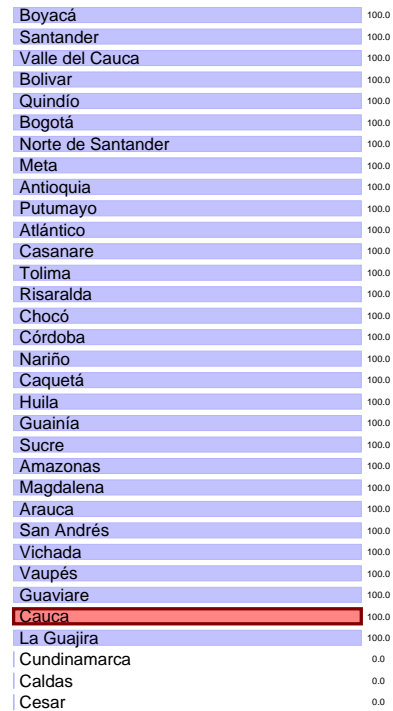 Boyacá 100.0
Santander 100.0
Valle del Cauca 100.0
Bolivar 100.0
Quindío 100.0
Bogotá 100.0
Norte de Santander 100.0
Meta 100.0
Antioquia 100.0
Putumayo 100.0
Atlántico 100.0
Casanare 100.0
Tolima 100.0
Risaralda 100.0
Chocó 100.0
Córdoba 100.0
Nariño 100.0
Caquetá 100.0
Huila 100.0
Guainía 100.0
Sucre 100.0
Amazonas 100.0
Magdalena 100.0
Arauca 100.0
San Andrés 100.0
Vichada 100.0
Vaupés 100.0
Guaviare 100.0
Cauca 100.0
La Guajira 100.0
Cundinamarca 0.0
Caldas 0.0
Cesar 0.0